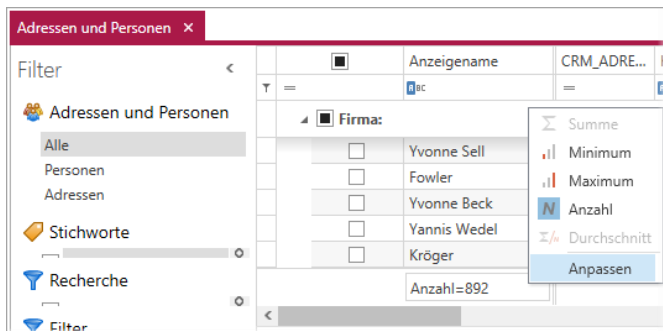 Adressen und Personen ×
Filter
Anzeigename
CRM_ADRE...
=
ABC
=
Adressen und Personen
Alle
Personen
Adressen
Stichworte
Recherche
Filter
Firma:
Yvonne Sell
Fowler
Yvonne Beck
Yannis Wedel
Kröger
Anzahl=892
Summe
Minimum
Maximum
N Anzahl
Σ/n Durchschnitt
Anpassen